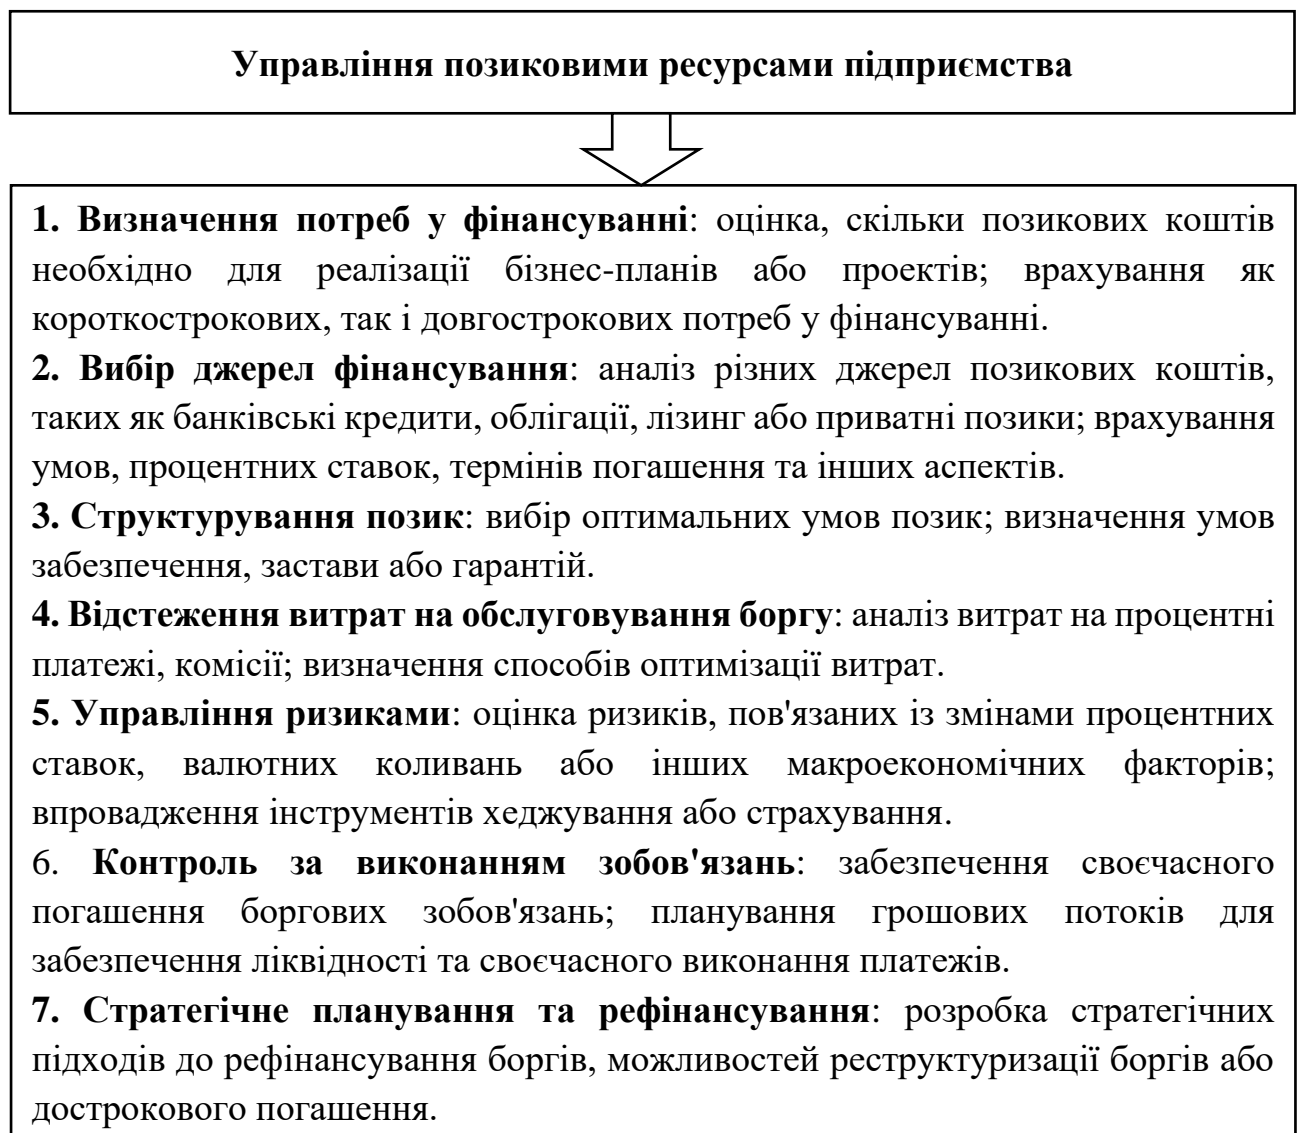 Управління позиковими ресурсами підприємства
1. Визначення потреб у фінансуванні: оцінка, скільки позикових коштів
необхідно для реалізації бізнес-планів або проектів; врахування як
короткострокових, так і довгострокових потреб у фінансуванні.
2. Вибір джерел фінансування: аналіз різних джерел позикових коштів,
таких як банківські кредити, облігації, лізинг або приватні позики; врахування
умов, процентних ставок, термінів погашення та інших аспектів.
3. Структурування позик: вибір оптимальних умов позик; визначення умов
забезпечення, застави або гарантій.
4. Відстеження витрат на обслуговування боргу: аналіз витрат на процентні
платежі, комісії; визначення способів оптимізації витрат.
5. Управління ризиками: оцінка ризиків, пов'язаних із змінами процентних
ставок, валютних коливань або інших макроекономічних факторів;
впровадження інструментів хеджування або страхування.
6. Контроль за виконанням зобов'язань: забезпечення своєчасного
погашення боргових зобов'язань; планування грошових потоків для
забезпечення ліквідності та своєчасного виконання платежів.
7. Стратегічне планування та рефінансування: розробка стратегічних
підходів до рефінансування боргів, можливостей реструктуризації боргів або
дострокового погашення.